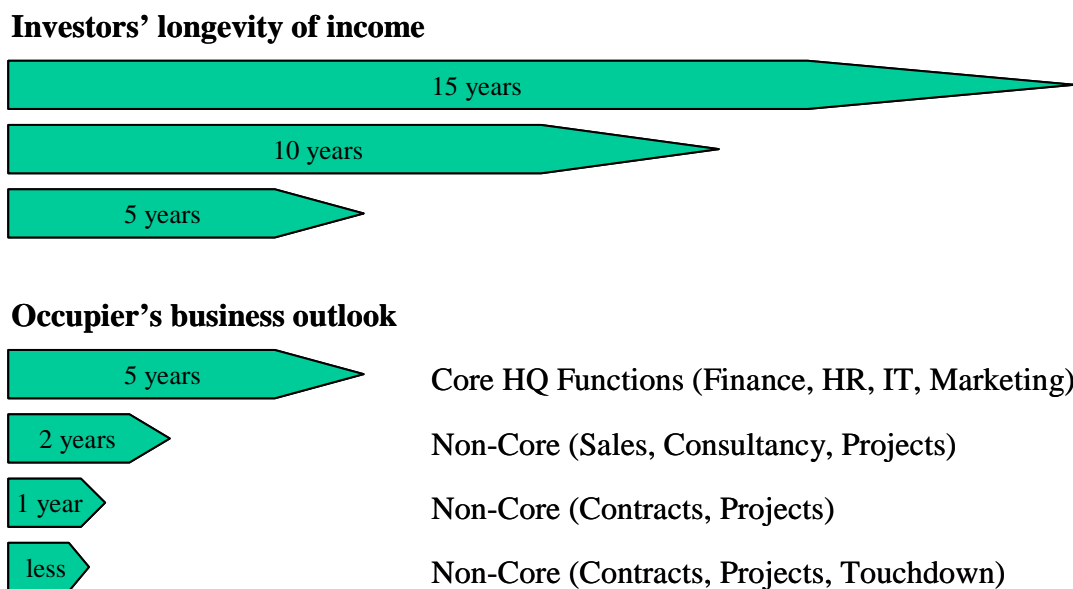 Investors’ longevity of income
15 years
10 years
5 years
Occupier’s business outlook
5 years Core HQ Functions (Finance, HR, IT, Marketing)
2 years Non-Core (Sales, Consultancy, Projects)
1 year Non-Core (Contracts, Projects)
less Non-Core (Contracts, Projects, Touchdown)